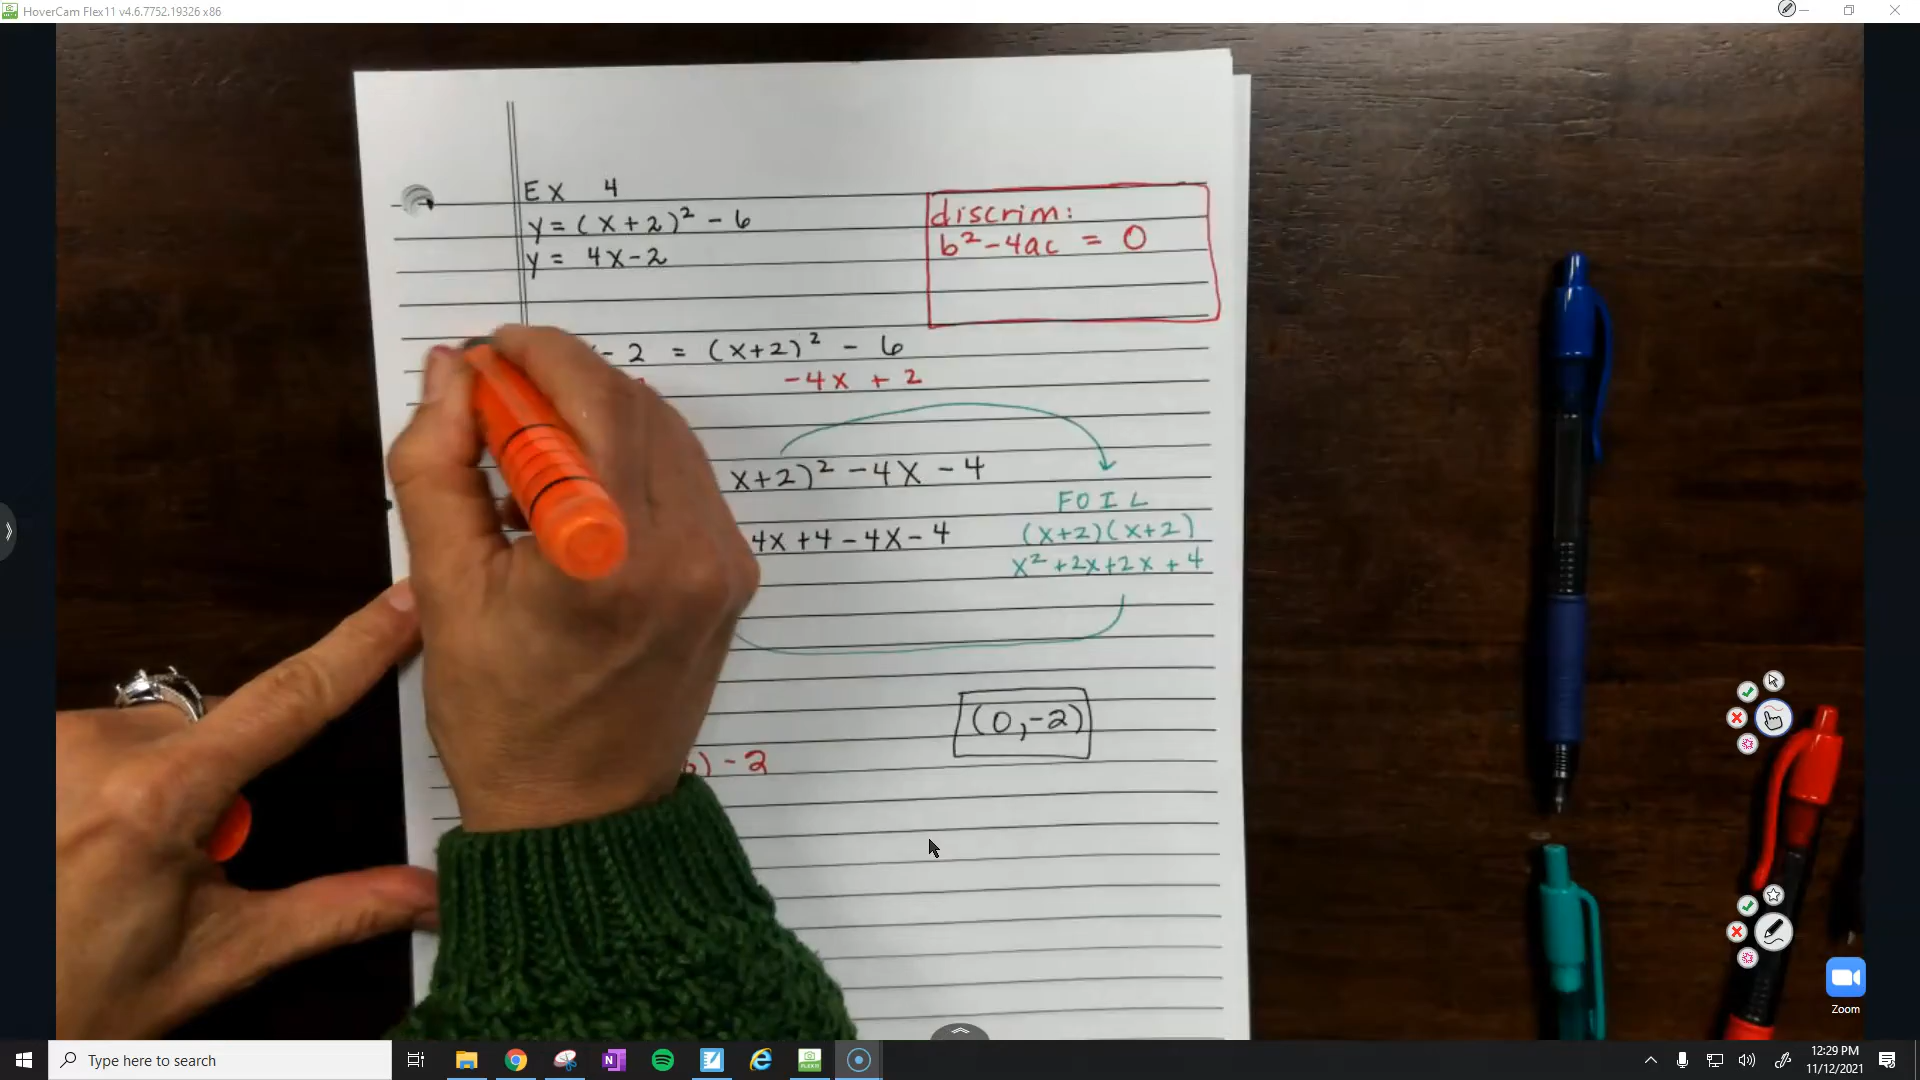 HoverCam Flex11 v4.6.7752.19326 x86
EX 4
y = (x+2)² - 6
y = 4x-2
discrim:
b²-4ac = 0
- 2 = (x+2)² - 6
-4x + 2
x+2)² -4x -4
4x +4 -4x -4
FOIL
(x+2)(x+2)
x² +2x+2x +4
(0,-2)
) -2
Zoom
Type here to search
12:29 PM
11/12/2021